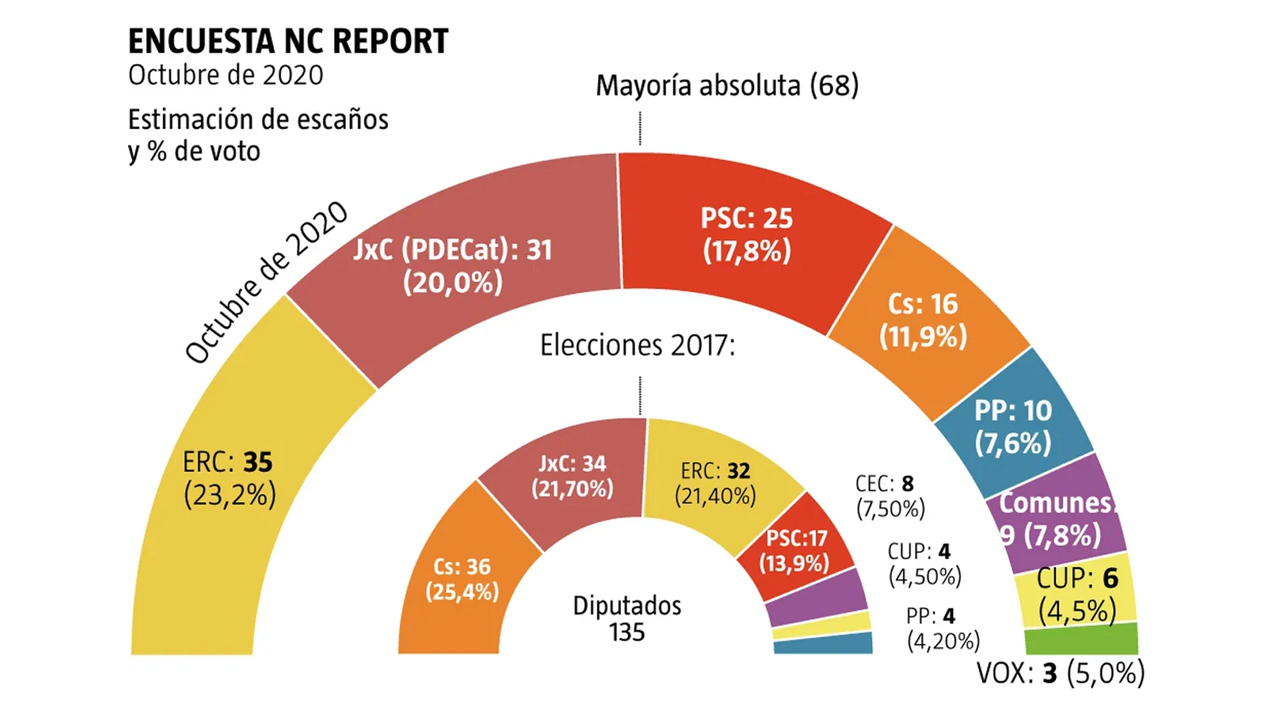 ENCUESTA NC REPORT
Octubre de 2020
Estimación de escaños
y % de voto
Mayoría absoluta (68)
Octubre de 2020
ERC: 35
(23,2%)
JxC (PDECat): 31
(20,0%)
PSC: 25
(17,8%)
Cs: 16
(11,9%)
PP: 10
(7,6%)
Comunes:
9 (7,8%)
CUP: 6
(4,5%)
VOX: 3 (5,0%)
Elecciones 2017:
Cs: 36
(25,4%)
JxC: 34
(21,70%)
ERC: 32
(21,40%)
PSC:17
(13,9%)
CEC: 8
(7,50%)
CUP: 4
(4,50%)
PP: 4
(4,20%)
Diputados
135